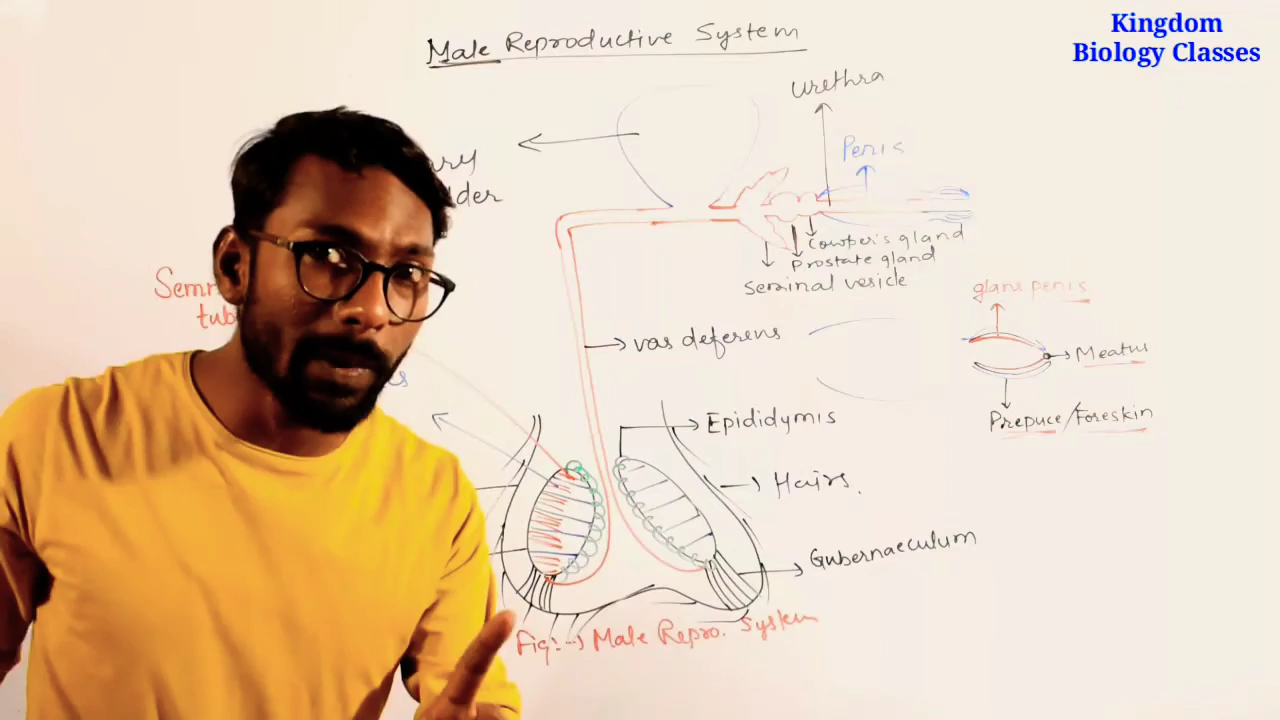 Kingdom
Biology Classes
Male Reproductive System
Urethra
Penis
Cowper's gland
Prostate gland
Seminal vesicle
glans penis
Meatus
Prepuce/Foreskin
vas deferens
Epididymis
Hairs.
Gubernaeculum
Fig:-> Male Repro. System